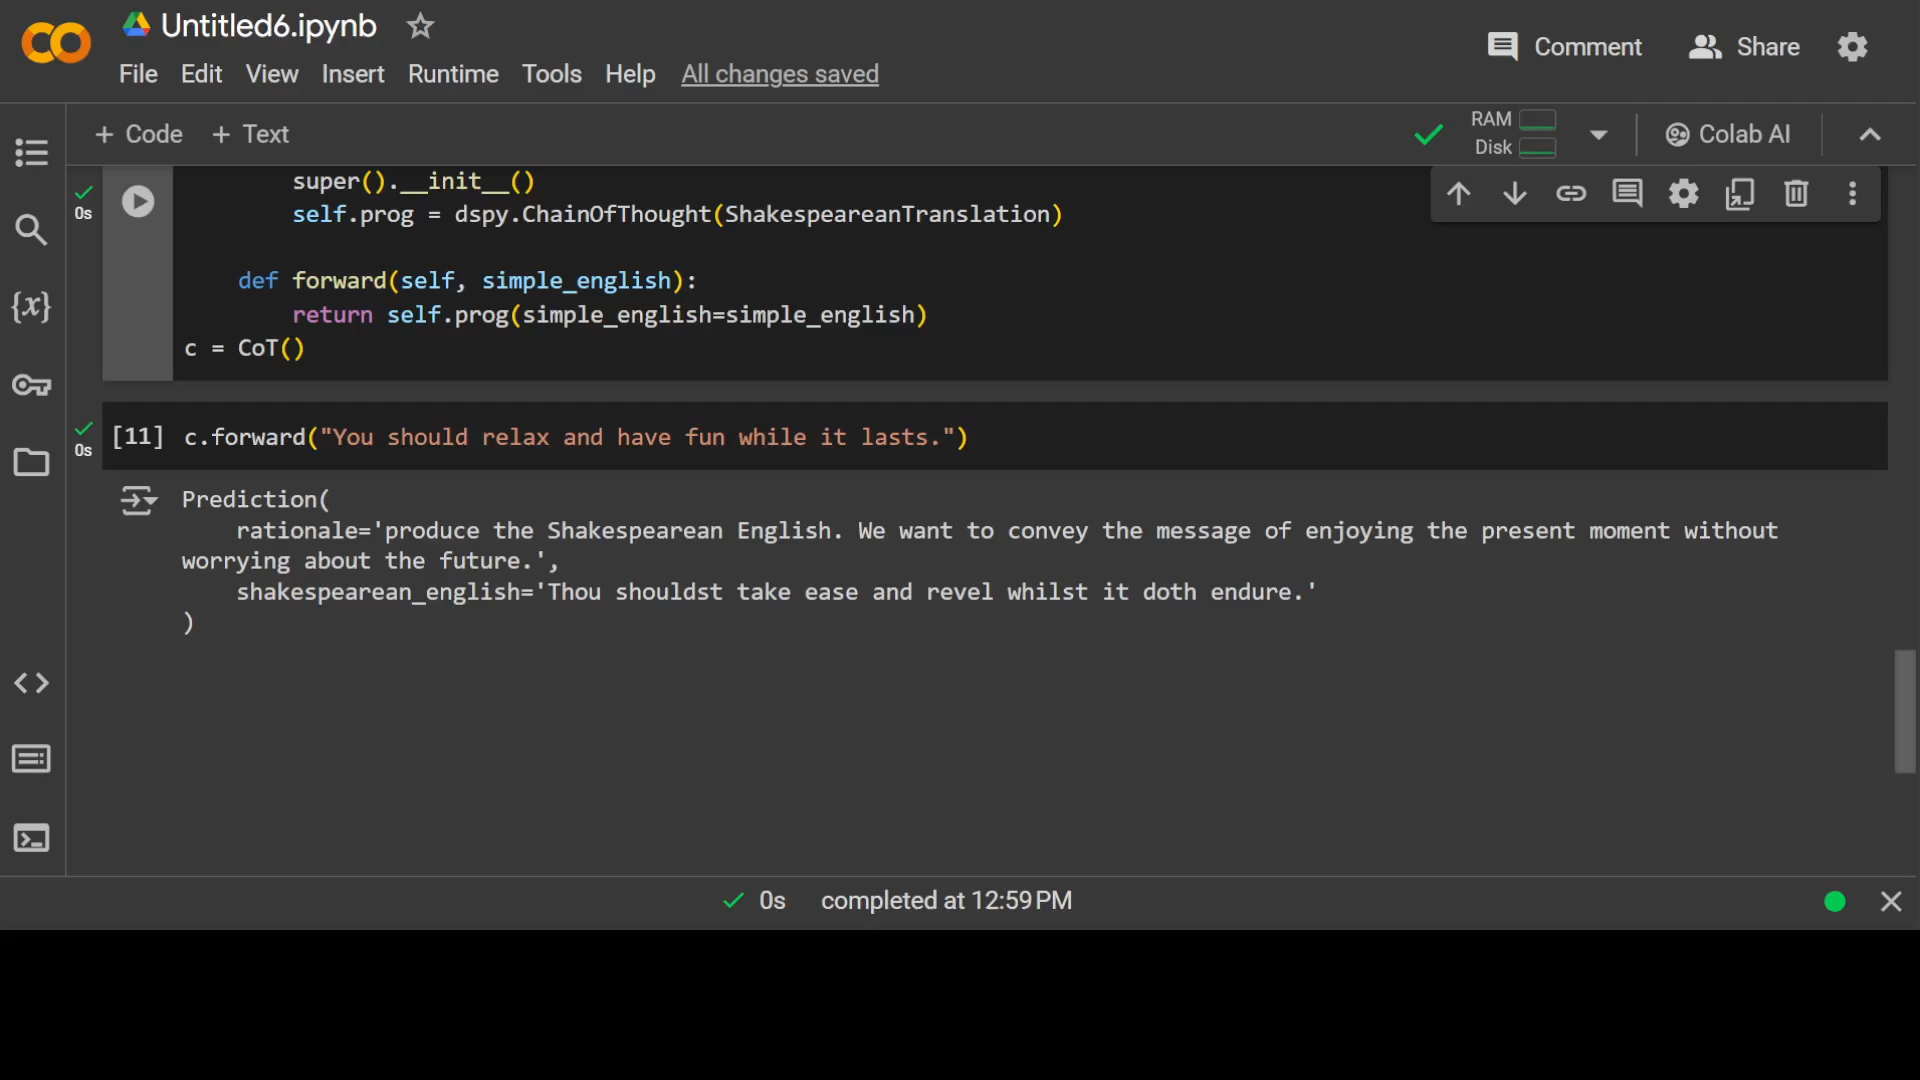 Untitled6.ipynb
Comment Share
File Edit View Insert Runtime Tools Help All changes saved
+ Code + Text
RAM
Disk
Colab AI
super().__init__()
0s
self.prog = dspy.ChainOfThought(ShakespeareanTranslation)
{x}
def forward(self, simple_english):
return self.prog(simple_english=simple_english)
c = CoT()
[11] c.forward("You should relax and have fun while it lasts.")
0s
Prediction(
rationale='produce the Shakespearean English. We want to convey the message of enjoying the present moment without
worrying about the future.',
shakespearean_english='Thou shouldst take ease and revel whilst it doth endure.'
)
0s completed at 12:59 PM